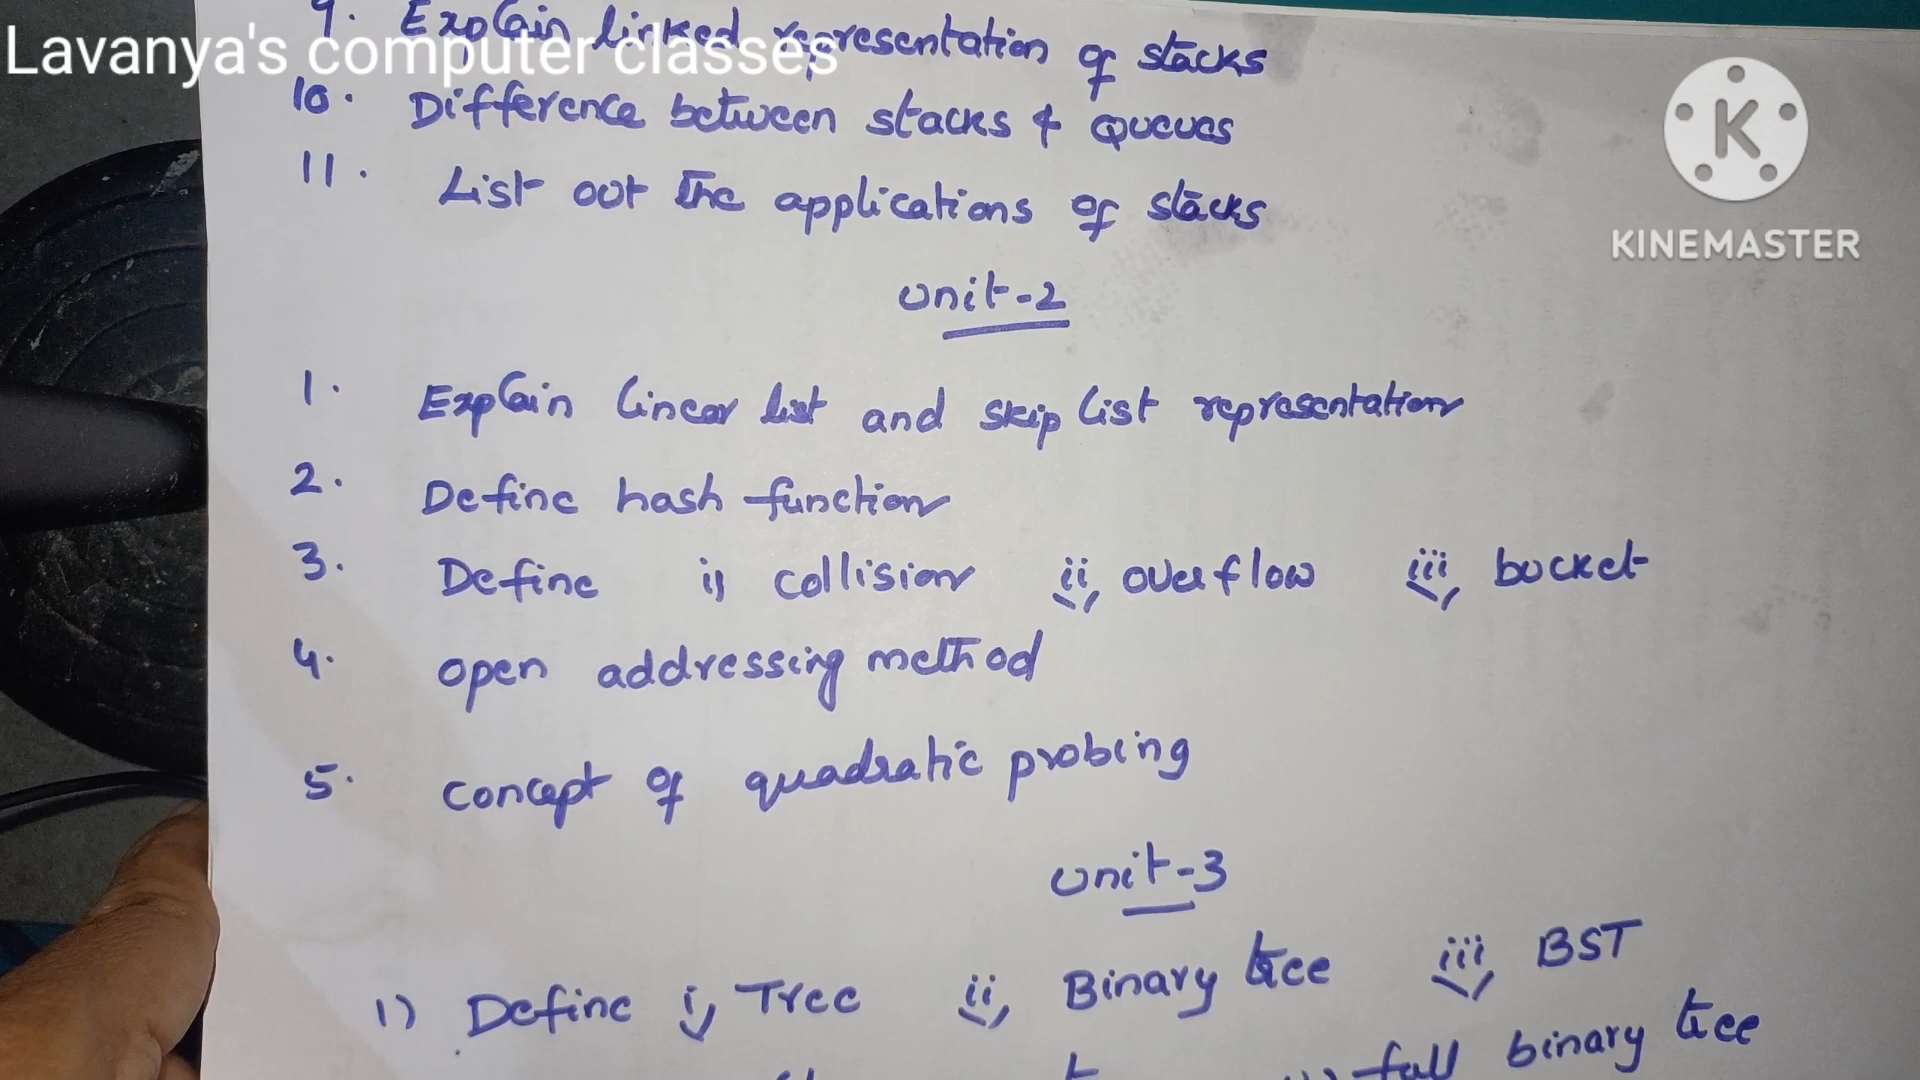 9. Explain linked representation of stacks
Lavanya's computer classes
10. Difference between stacks & Queues
11. List out the applications of stacks
K
KINEMASTER
Unit-2
1. Explain linear list and skip list representation
2. Define hash function
3. Define i) collision ii) overflow iii) bucket
4. open addressing method
5. concept of quadratic probing
Unit-3
1) Define i) Tree ii) Binary tree iii) BST
full binary tree